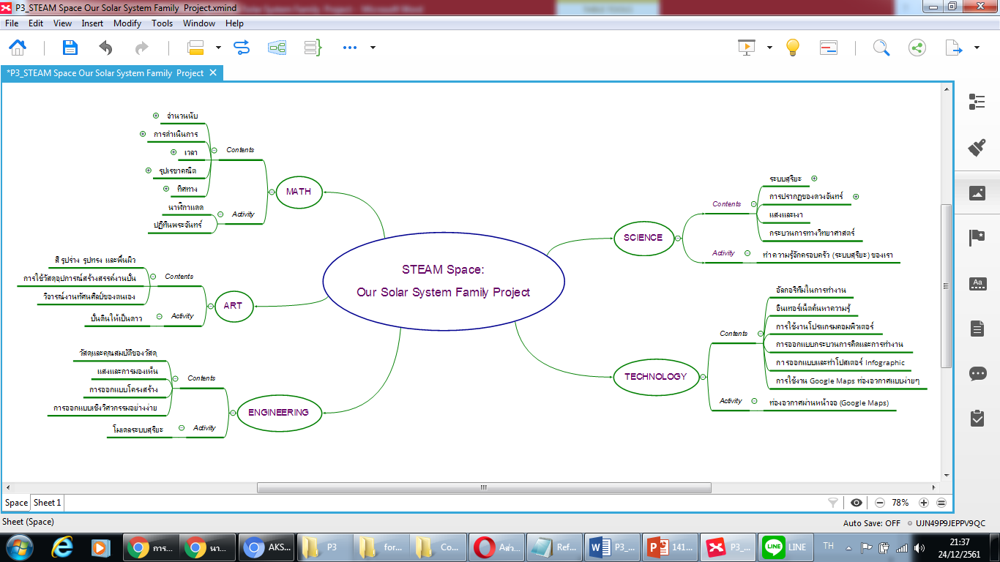 P3_STEAM Space Our Solar System Family  Project.xmind
File Edit View Insert Modify Tools Window Help
*P3_STEAM Space Our Solar System Family  Project
จำนวนนับ
การดำเนินการ
เวลา
รูปเรขาคณิต
ทิศทาง
Contents
นาฬิกาแดด
ปฏิทินพระจันทร์
Activity
MATH
สี รูปร่าง รูปทรง และพื้นผิว
การใช้วัสดุอุปกรณ์สร้างสรรค์งานปั้น
วิจารณ์งานทัศนศิลป์ของตนเอง
Contents
ปั้นดินให้เป็นดาว
Activity
ART
วัสดุและคุณสมบัติของวัสดุ
แสงและการมองเห็น
การออกแบบโครงสร้าง
การออกแบบเชิงวิศวกรรมอย่างง่าย
Contents
โมเดลระบบสุริยะ
Activity
ENGINEERING
STEAM Space:
Our Solar System Family Project
SCIENCE
Contents
ระบบสุริยะ
การปรากฏของดวงจันทร์
แสงและเงา
กระบวนการทางวิทยาศาสตร์
Activity
ทำความรู้จักครอบครัว (ระบบสุริยะ) ของเรา
TECHNOLOGY
Contents
อัลกอริทึมในการทำงาน
อินเทอร์เน็ตค้นหาความรู้
การใช้งานโปรแกรมคอมพิวเตอร์
การออกแบบกระบวนการคิดและการทำงาน
การออกแบบและทำโปสเตอร์ Infographic
การใช้งาน Google Maps ท่องอวกาศแบบง่ายๆ
Activity
ท่องอวกาศผ่านหน้าจอ (Google Maps)
Space Sheet 1
78%
Sheet (Space)
Auto Save: OFF UJN49P9JEPPV9QC
การ... นา... AKS... P3 for... Co... Ref... P3_... 141... P3_... LINE
TH
21:37
24/12/2561